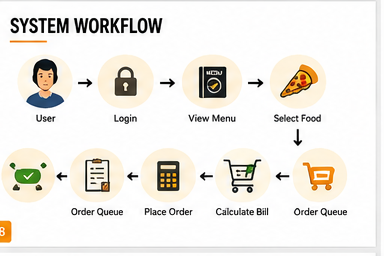 SYSTEM WORKFLOW
User
Login
View Menu
Select Food
Order Queue
Place Order
Calculate Bill
Order Queue
8